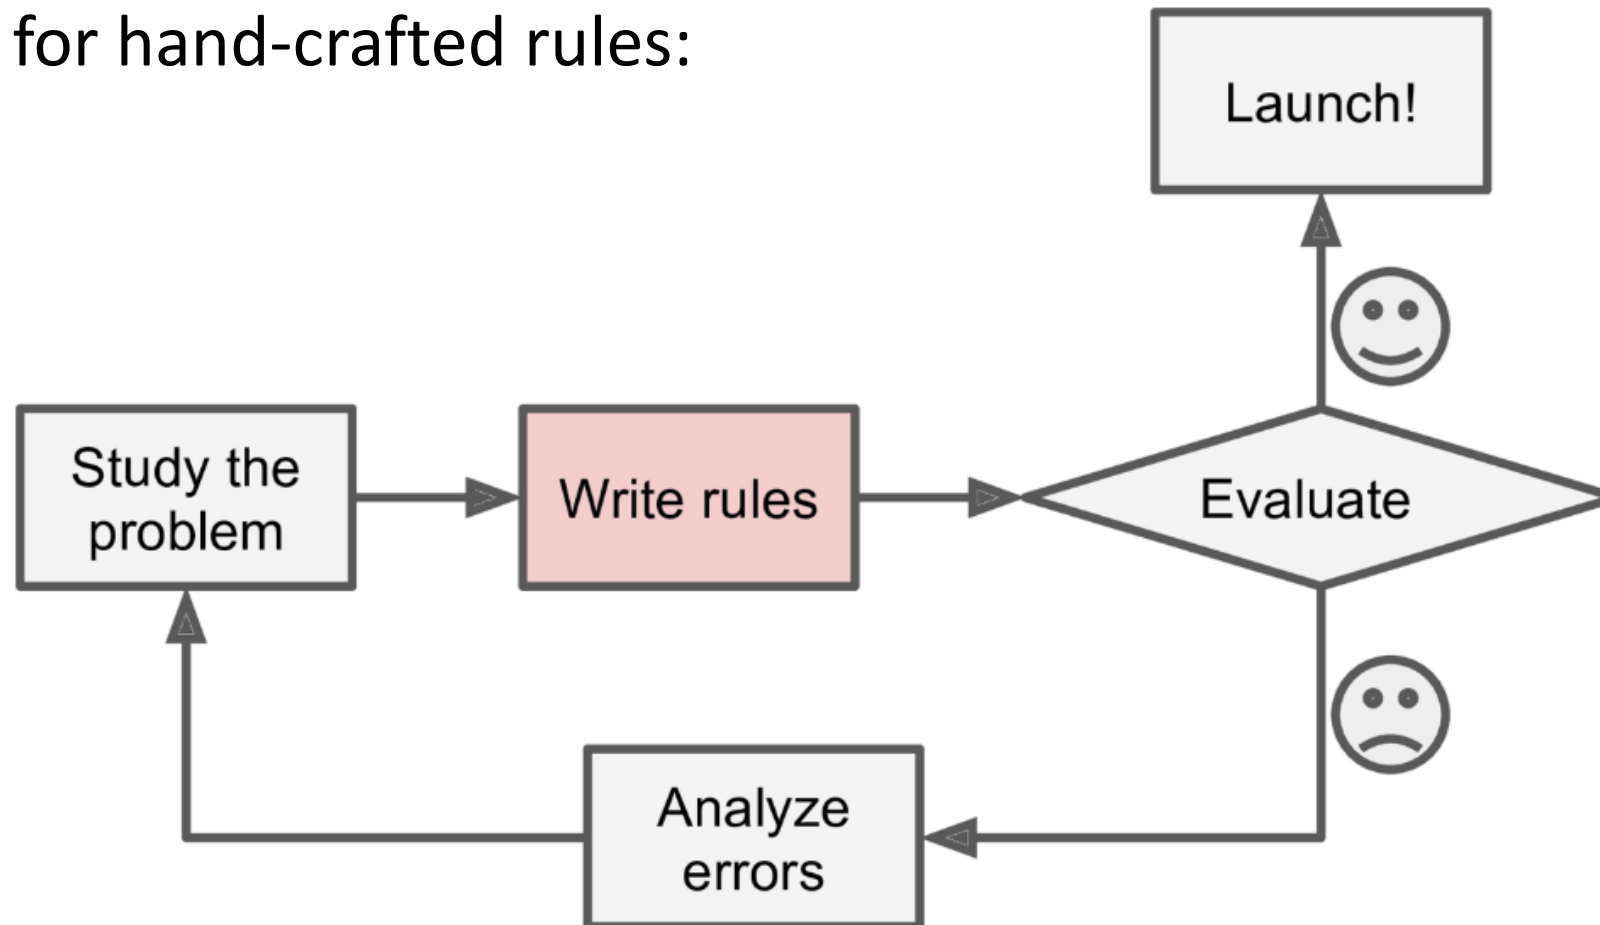 for hand-crafted rules:
Launch!
Study the
problem
Write rules
Evaluate
Analyze
errors